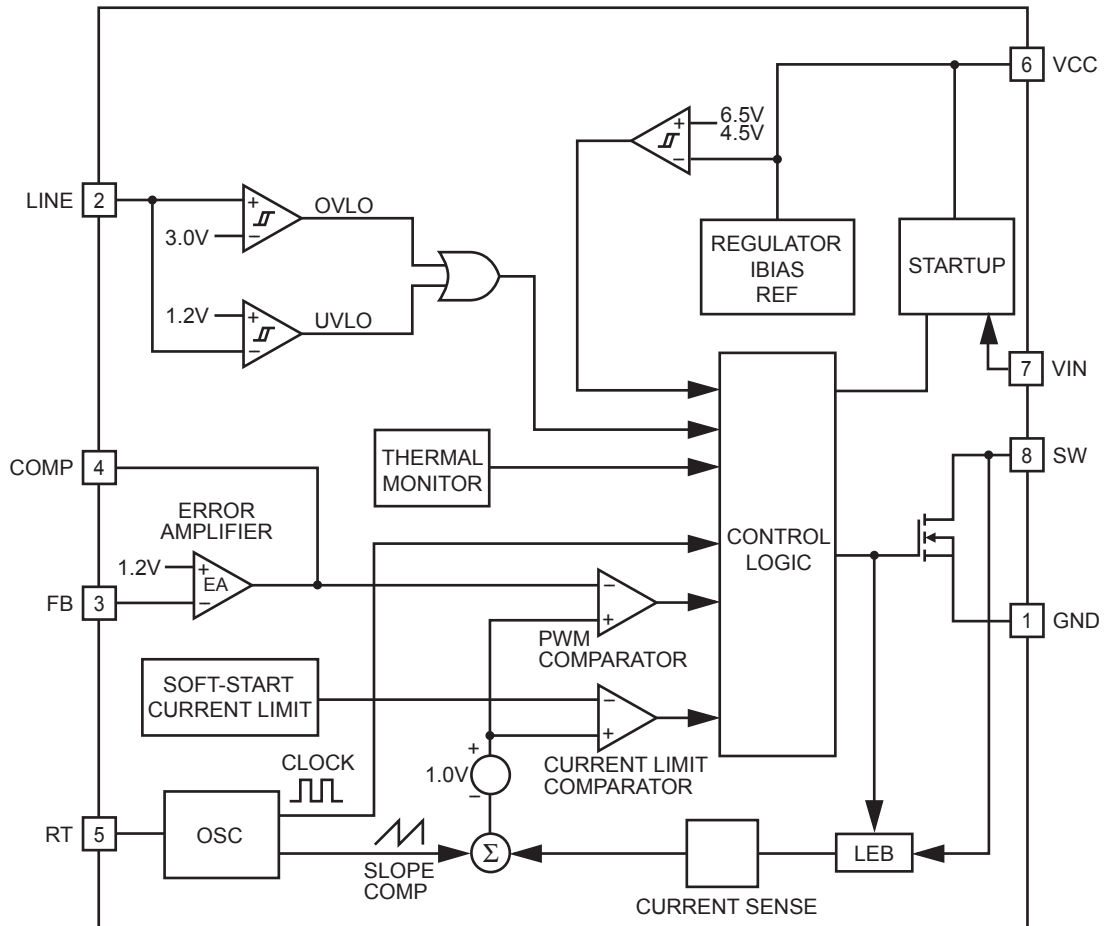 6 VCC
+ 6.5V
4.5V
−
LINE 2
+ OVLO
3.0V −
REGULATOR
IBIAS
REF
STARTUP
1.2V +
UVLO
−
7 VIN
COMP 4
THERMAL
MONITOR
8 SW
ERROR
AMPLIFIER
CONTROL
LOGIC
1.2V +
EA
−
FB 3
−
+
1 GND
PWM
COMPARATOR
SOFT-START
CURRENT LIMIT
−
+
CURRENT LIMIT
COMPARATOR
+
1.0V
−
CLOCK
RT 5
OSC
Σ
SLOPE
COMP
LEB
CURRENT SENSE